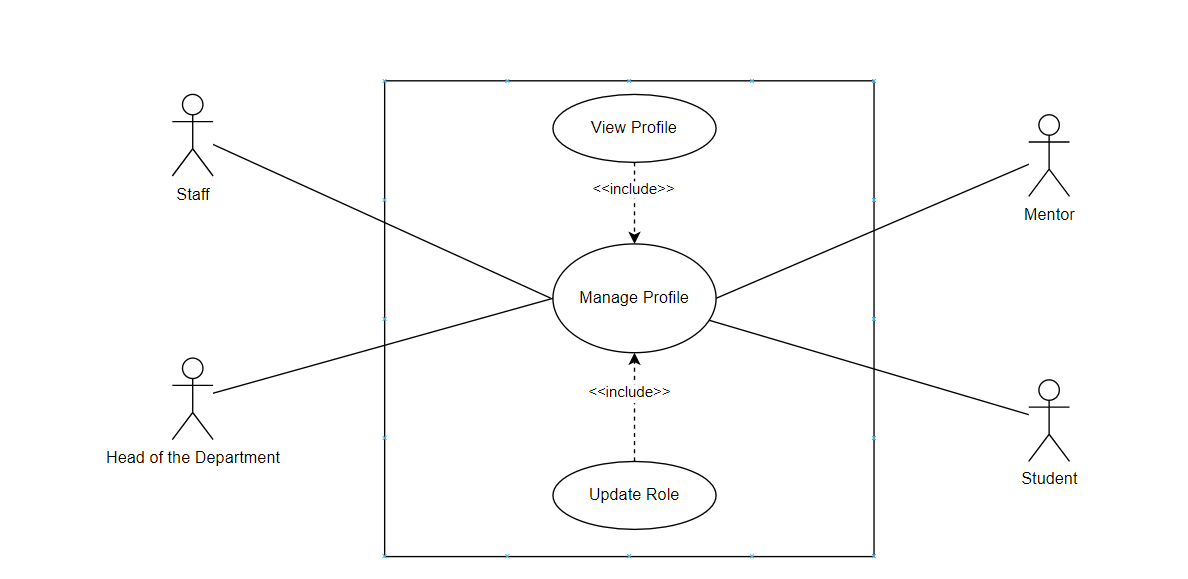 View Profile
<<include>>
Staff
Mentor
Manage Profile
<<include>>
Head of the Department
Student
Update Role